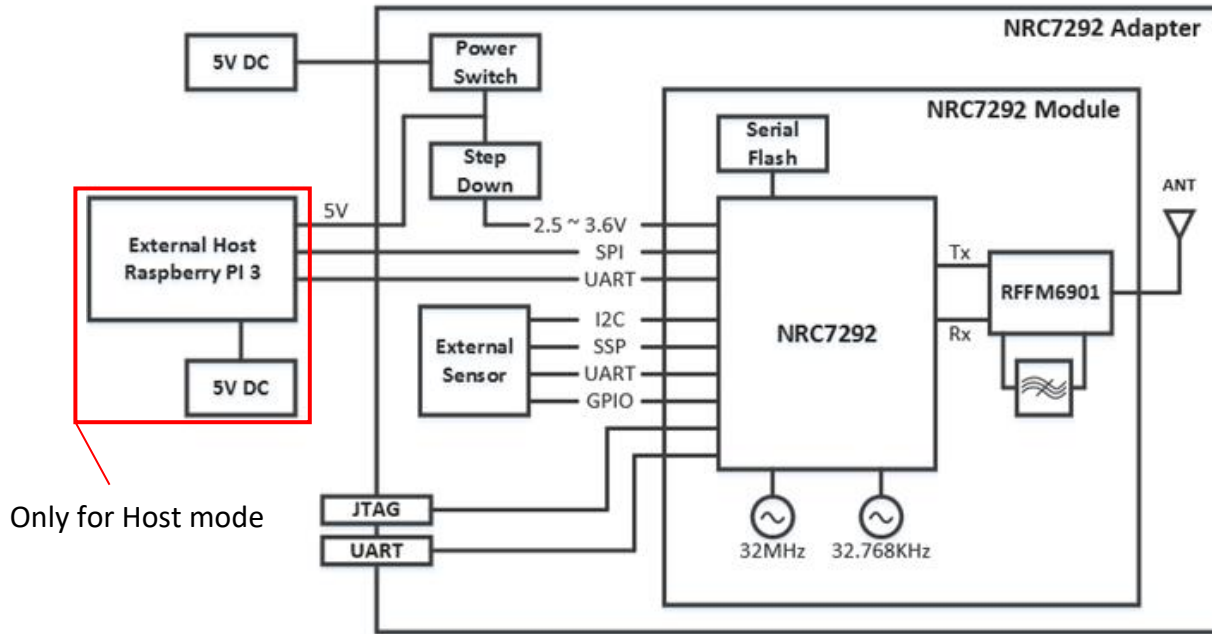 NRC7292 Adapter
5V DC
Power
Switch
NRC7292 Module
Serial
Flash
Step
Down
ANT
5V
2.5 ~ 3.6V
External Host
Raspberry PI 3
SPI
UART
Tx
RFFM6901
Rx
NRC7292
I2C
External
Sensor
SSP
UART
GPIO
5V DC
Only for Host mode
JTAG
UART
32MHz
32.768KHz